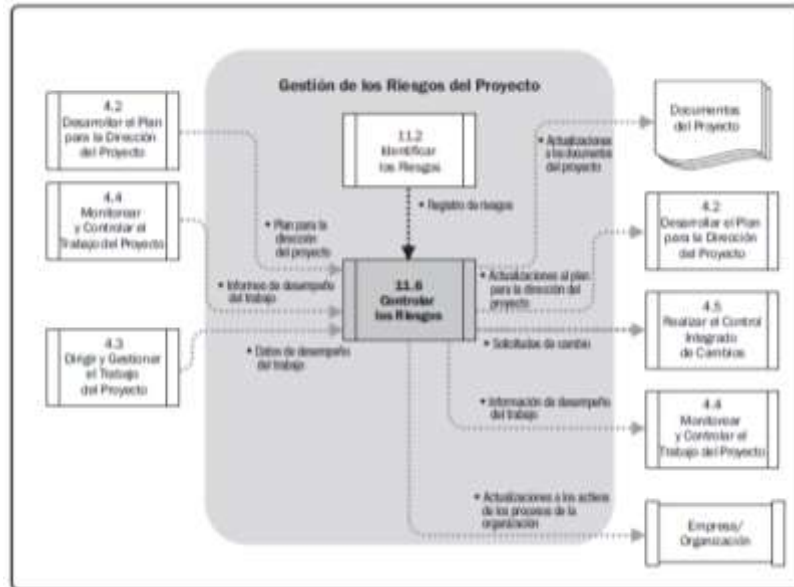 Gestión de los Riesgos del Proyecto
4.2
Desarrollar el Plan
para la Dirección
del Proyecto
4.4
Monitorear
y Controlar el
Trabajo del Proyecto
4.3
Dirigir y Gestionar
el Trabajo
del Proyecto
11.2
Identificar
los Riesgos
• Registro de riesgos
• Plan para la
dirección
del proyecto
• Informes de desempeño
del trabajo
• Datos de desempeño
del trabajo
11.6
Controlar
los Riesgos
• Actualizaciones
a los documentos
del proyecto
• Actualizaciones al plan
para la dirección del
proyecto
• Solicitudes de cambio
• Información de desempeño
del trabajo
• Actualizaciones a los activos
de los procesos de la
organización
Documentos
del Proyecto
4.2
Desarrollar el Plan
para la Dirección
del Proyecto
4.5
Realizar el Control
Integrado
de Cambios
4.4
Monitorear
y Controlar el
Trabajo del Proyecto
Empresa/
Organización